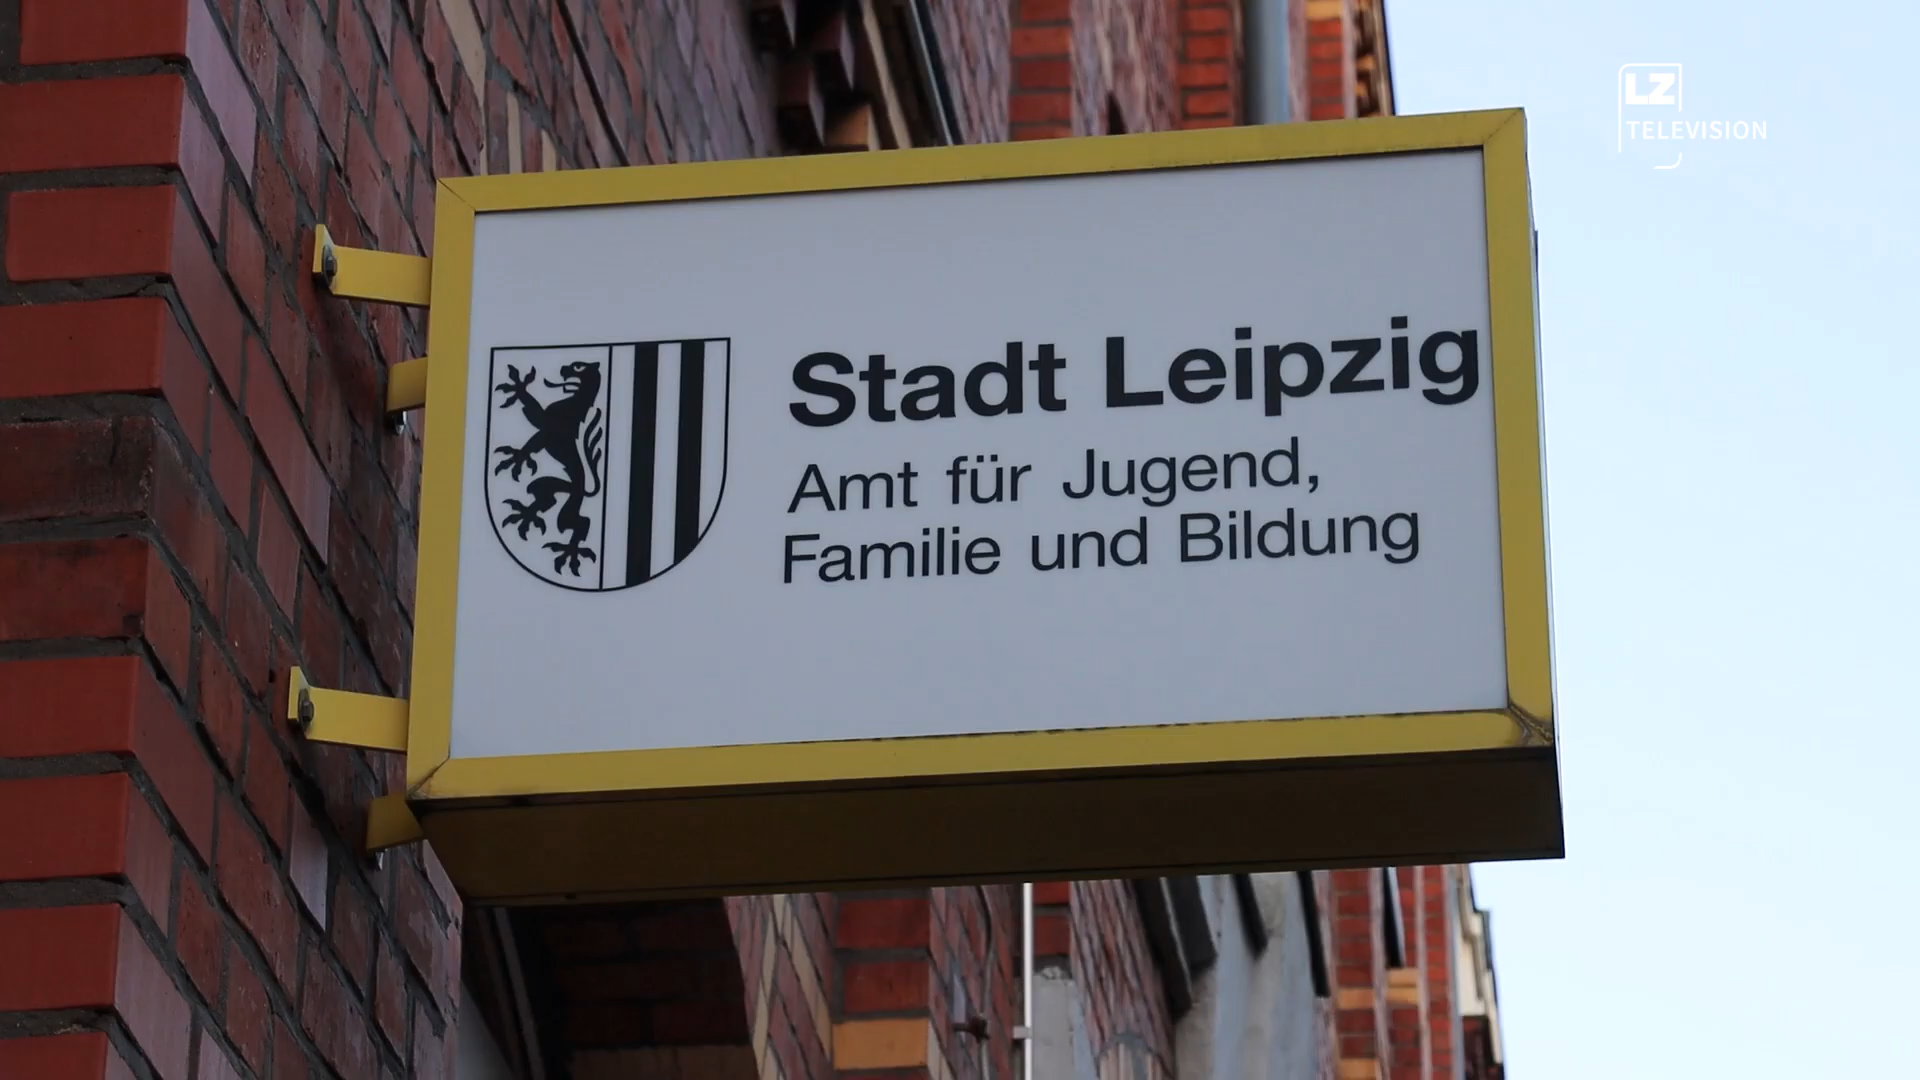 LZ
TELEVISION
Stadt Leipzig
Amt für Jugend,
Familie und Bildung